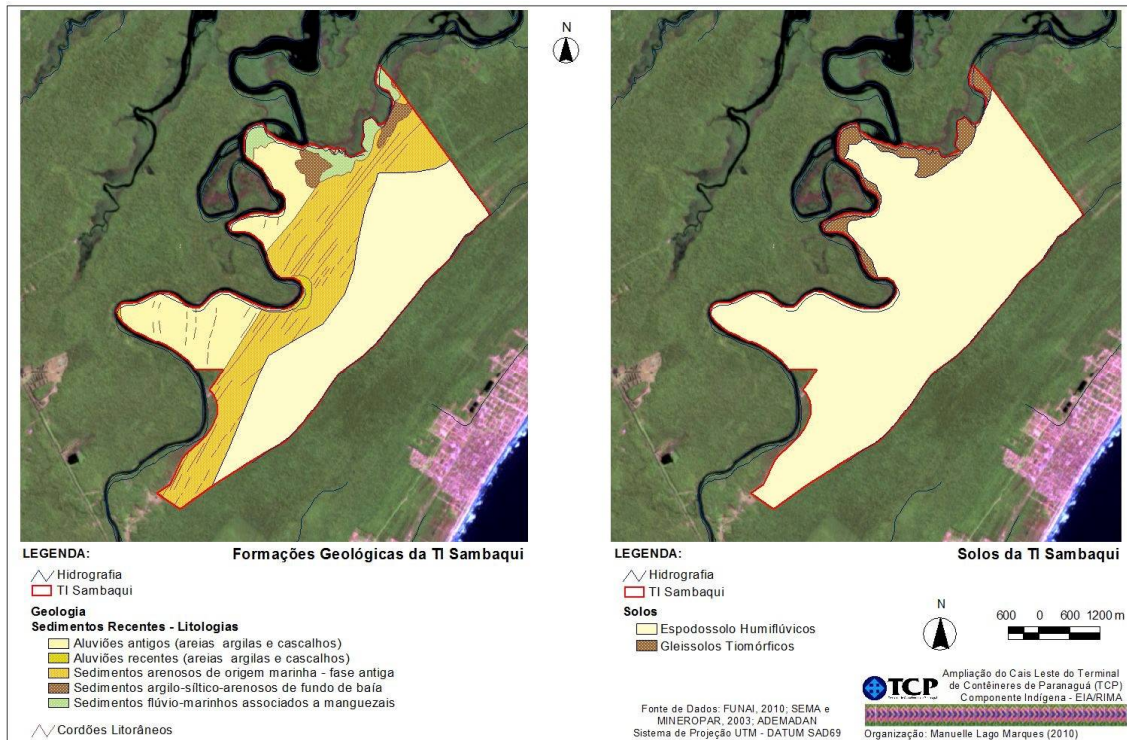 N
LEGENDA:
Formações Geológicas da TI Sambaqui
Hidrografia
TI Sambaqui
Geologia
Sedimentos Recentes - Litologias
Aluviões antigos (areias argilas e cascalhos)
Aluviões recentes (areias argilas e cascalhos)
Sedimentos arenosos de origem marinha - fase antiga
Sedimentos argilo-síltico-arenosos de fundo de baía
Sedimentos flúvio-marinhos associados a manguezais
Cordões Litorâneos
LEGENDA:
Solos da TI Sambaqui
Hidrografia
TI Sambaqui
Solos
Espodossolo Humiflúvicos
Gleissolos Tiomórficos
N
600 0 600 1200 m
Fonte de Dados: FUNAI, 2010; SEMA e
MINEROPAR, 2003; ADEMADAN
Sistema de Projeção UTM - DATUM SAD69
TCP
Ampliação do Cais Leste do Terminal
de Contêineres de Paranaguá (TCP)
Componente Indígena - EIA/RIMA
Organização: Manuelle Lago Marques (2010)